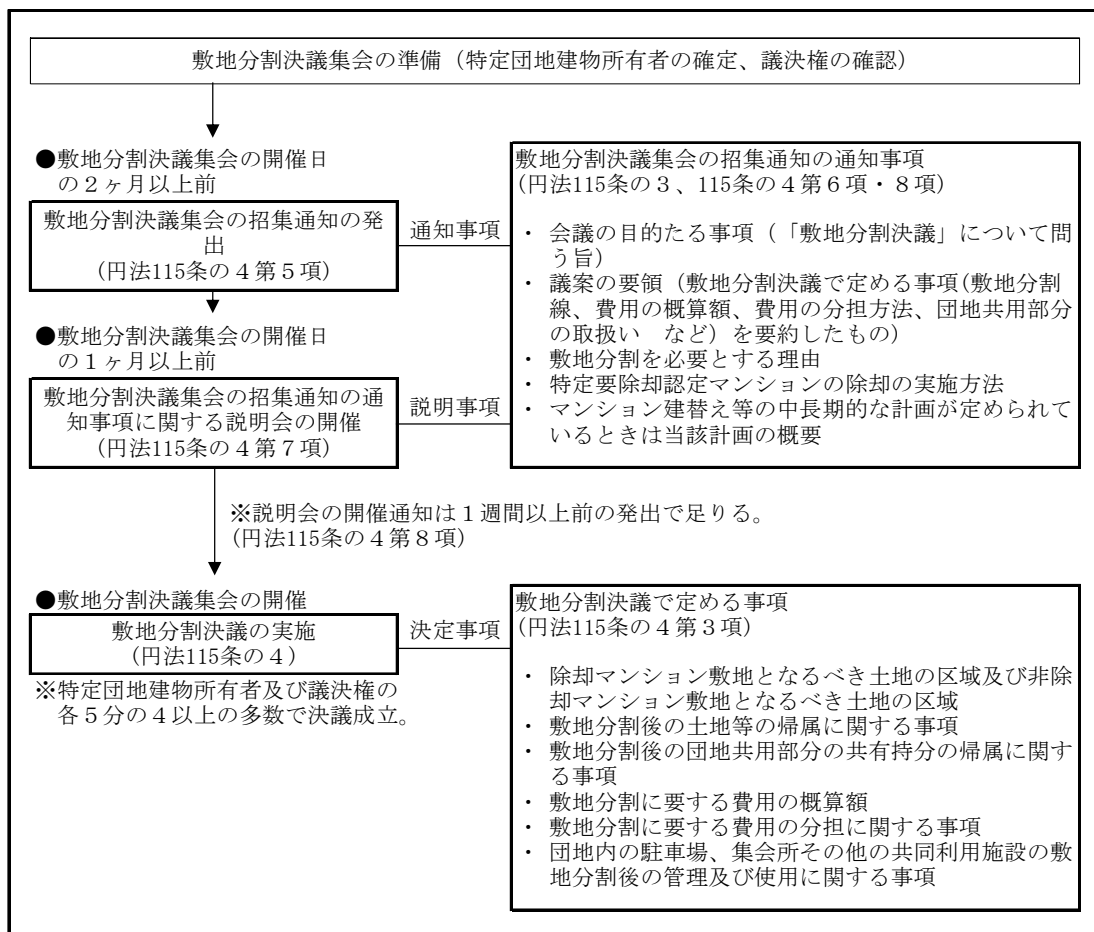 敷地分割決議集会の準備（特定団地建物所有者の確定、議決権の確認）
●敷地分割決議集会の開催日
の２ヶ月以上前
敷地分割決議集会の招集通知の発
出
(円法115条の４第５項)
通知事項
敷地分割決議集会の招集通知の通知事項
(円法115条の３、115条の４第６項・８項)
・ 会議の目的たる事項（「敷地分割決議」について問
う旨）
・ 議案の要領（敷地分割決議で定める事項(敷地分割
線、費用の概算額、費用の分担方法、団地共用部分
の取扱い　など）を要約したもの）
・ 敷地分割を必要とする理由
・ 特定要除却認定マンションの除却の実施方法
・ マンション建替え等の中長期的な計画が定められて
いるときは当該計画の概要
●敷地分割決議集会の開催日
の１ヶ月以上前
敷地分割決議集会の招集通知の通
知事項に関する説明会の開催
(円法115条の４第７項)
説明事項
※説明会の開催通知は１週間以上前の発出で足りる。
(円法115条の４第８項)
●敷地分割決議集会の開催
敷地分割決議の実施
(円法115条の４)
決定事項
※特定団地建物所有者及び議決権の
各５分の４以上の多数で決議成立。
敷地分割決議で定める事項
(円法115条の４第３項)
・ 除却マンション敷地となるべき土地の区域及び非除
却マンション敷地となるべき土地の区域
・ 敷地分割後の土地等の帰属に関する事項
・ 敷地分割後の団地共用部分の共有持分の帰属に関す
る事項
・ 敷地分割に要する費用の概算額
・ 敷地分割に要する費用の分担に関する事項
・ 団地内の駐車場、集会所その他の共同利用施設の敷
地分割後の管理及び使用に関する事項